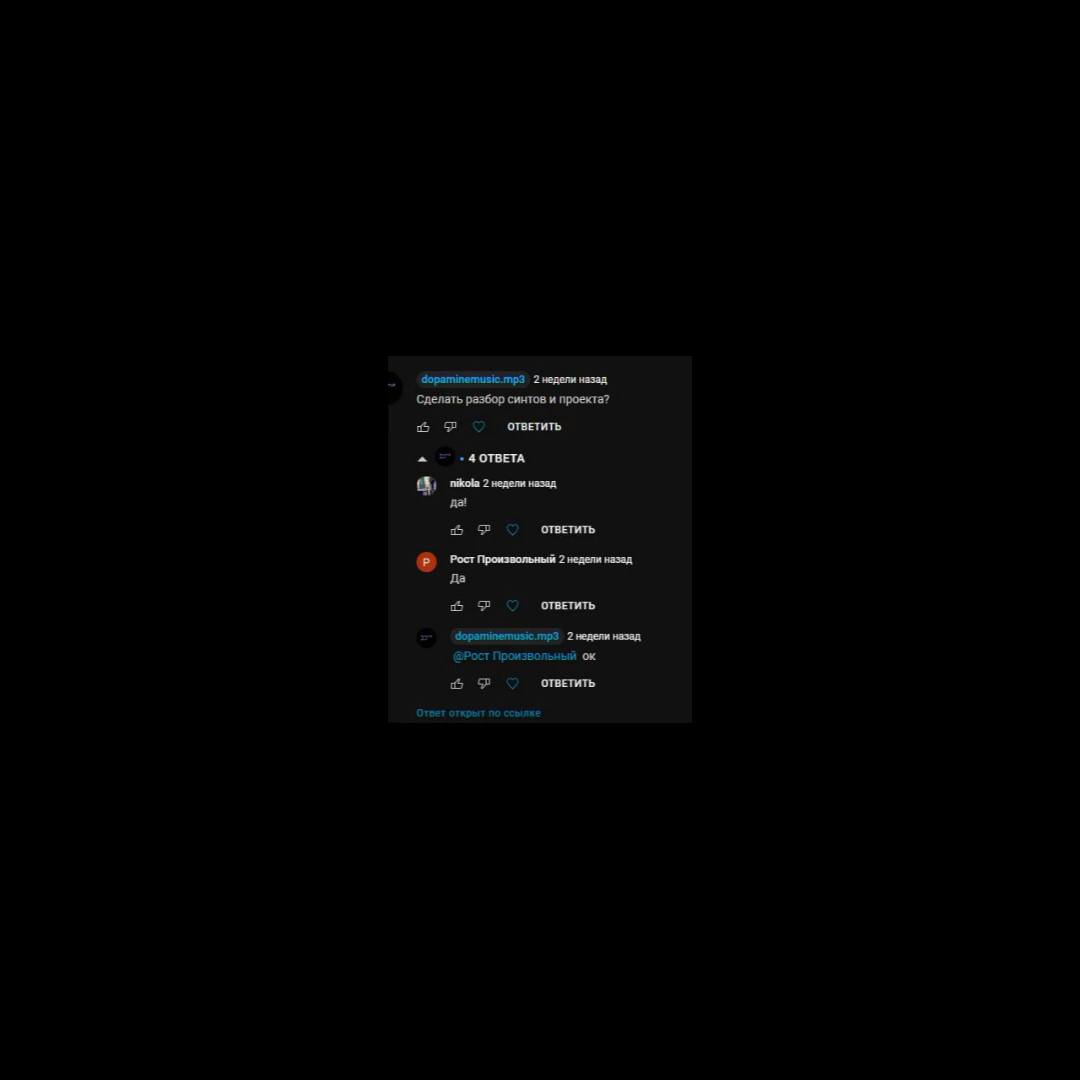 dopaminemusic.mp3 2 недели назад
Сделать разбор синтов и проекта?
ОТВЕТИТЬ
4 ОТВЕТА
nikola 2 недели назад
да!
ОТВЕТИТЬ
Р
Рост Произвольный 2 недели назад
Да
ОТВЕТИТЬ
dopaminemusic.mp3 2 недели назад
@Рост Произвольный ок
ОТВЕТИТЬ
Ответ открыт по ссылке